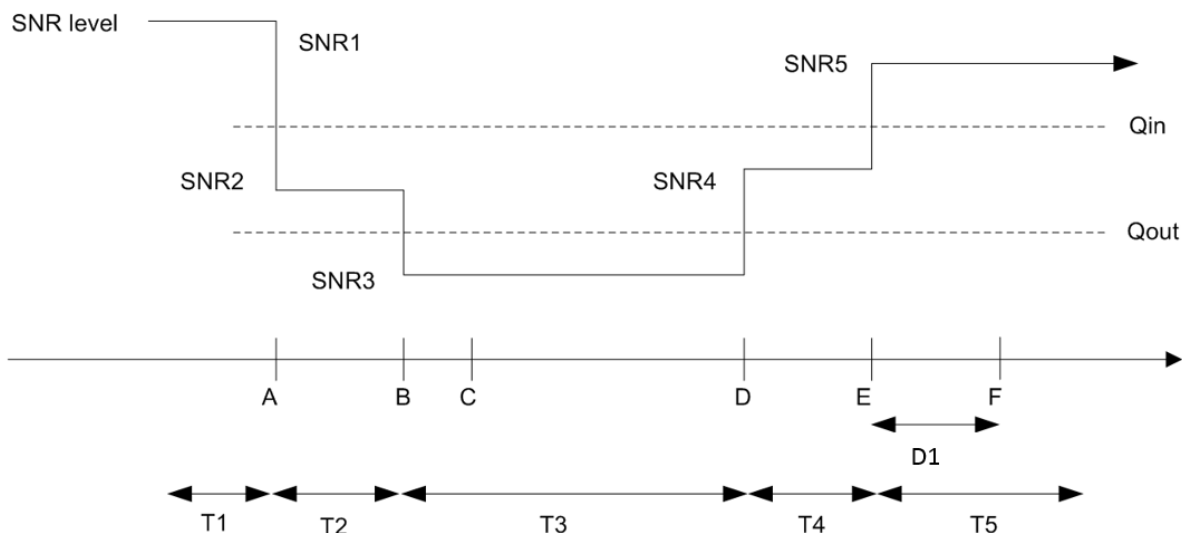 SNR level
SNR1
SNR5
Qin
SNR2
SNR4
Qout
SNR3
A B C D E F
D1
T1 T2 T3 T4 T5